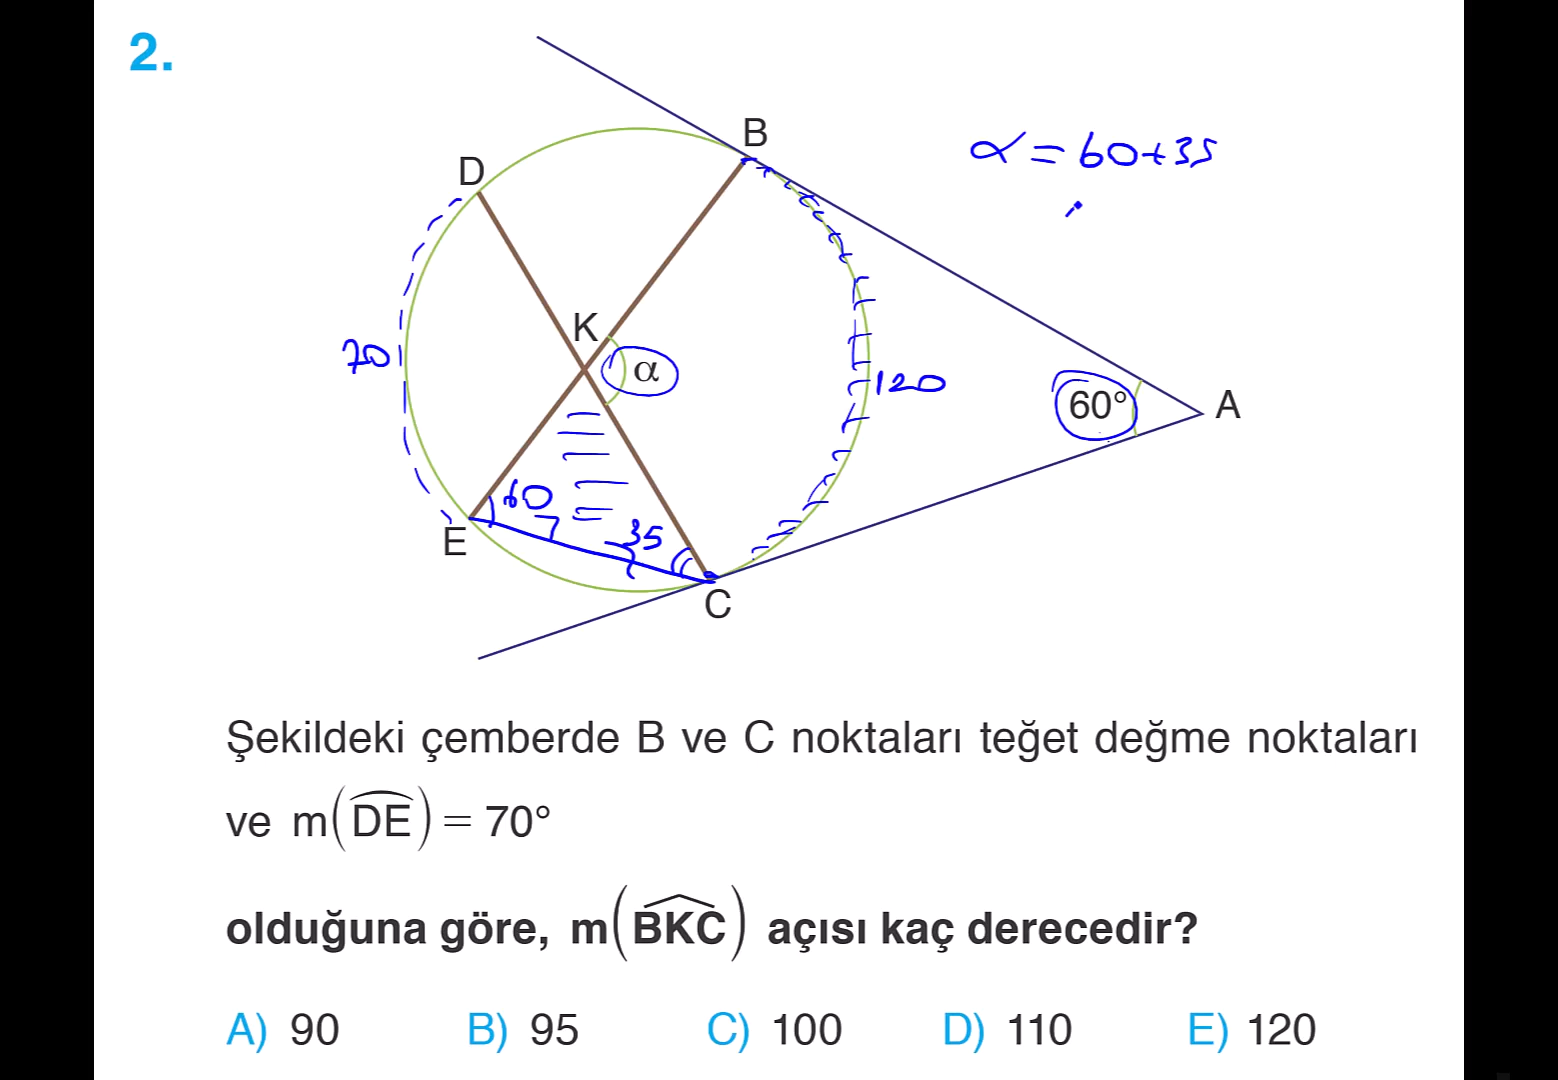 2.
B
α = 60+35
D
K
α
70
120
60°
A
60
35
E
C
Şekildeki çemberde B ve C noktaları teğet değme noktaları
ve m(DE) = 70°
olduğuna göre, m(BKC) açısı kaç derecedir?
A) 90 B) 95 C) 100 D) 110 E) 120